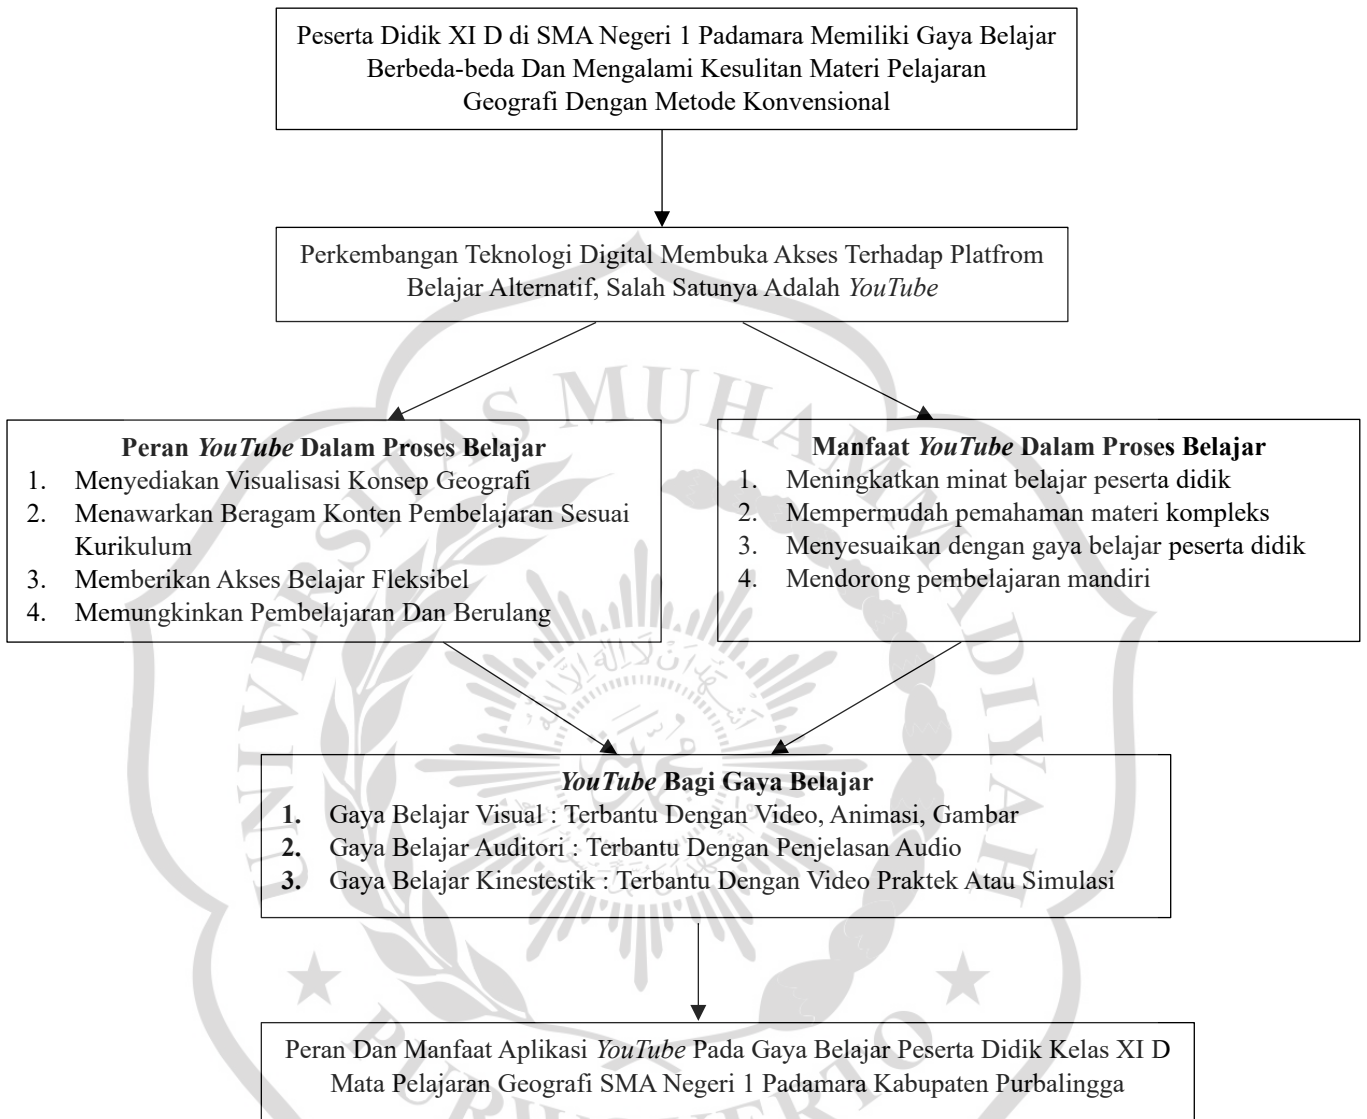 Peserta Didik XI D di SMA Negeri 1 Padamara Memiliki Gaya Belajar
Berbeda-beda Dan Mengalami Kesulitan Materi Pelajaran
Geografi Dengan Metode Konvensional
Perkembangan Teknologi Digital Membuka Akses Terhadap Platfrom
Belajar Alternatif, Salah Satunya Adalah YouTube
Peran YouTube Dalam Proses Belajar
1. Menyediakan Visualisasi Konsep Geografi
2. Menawarkan Beragam Konten Pembelajaran Sesuai
Kurikulum
3. Memberikan Akses Belajar Fleksibel
4. Memungkinkan Pembelajaran Dan Berulang
Manfaat YouTube Dalam Proses Belajar
1. Meningkatkan minat belajar peserta didik
2. Mempermudah pemahaman materi kompleks
3. Menyesuaikan dengan gaya belajar peserta didik
4. Mendorong pembelajaran mandiri
YouTube Bagi Gaya Belajar
1. Gaya Belajar Visual : Terbantu Dengan Video, Animasi, Gambar
2. Gaya Belajar Auditori : Terbantu Dengan Penjelasan Audio
3. Gaya Belajar Kinestestik : Terbantu Dengan Video Praktek Atau Simulasi
Peran Dan Manfaat Aplikasi YouTube Pada Gaya Belajar Peserta Didik Kelas XI D
Mata Pelajaran Geografi SMA Negeri 1 Padamara Kabupaten Purbalingga
UNIVERSITAS MUHAMMADIYAH